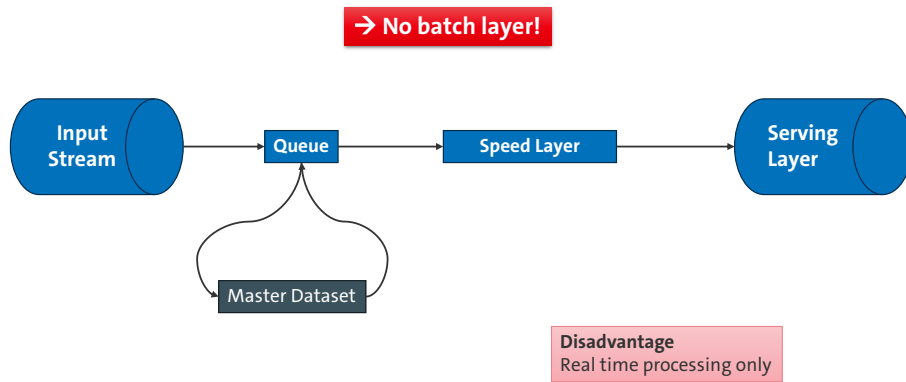 → No batch layer!
Input
Stream
Queue
Speed Layer
Serving
Layer
Master Dataset
Disadvantage
Real time processing only